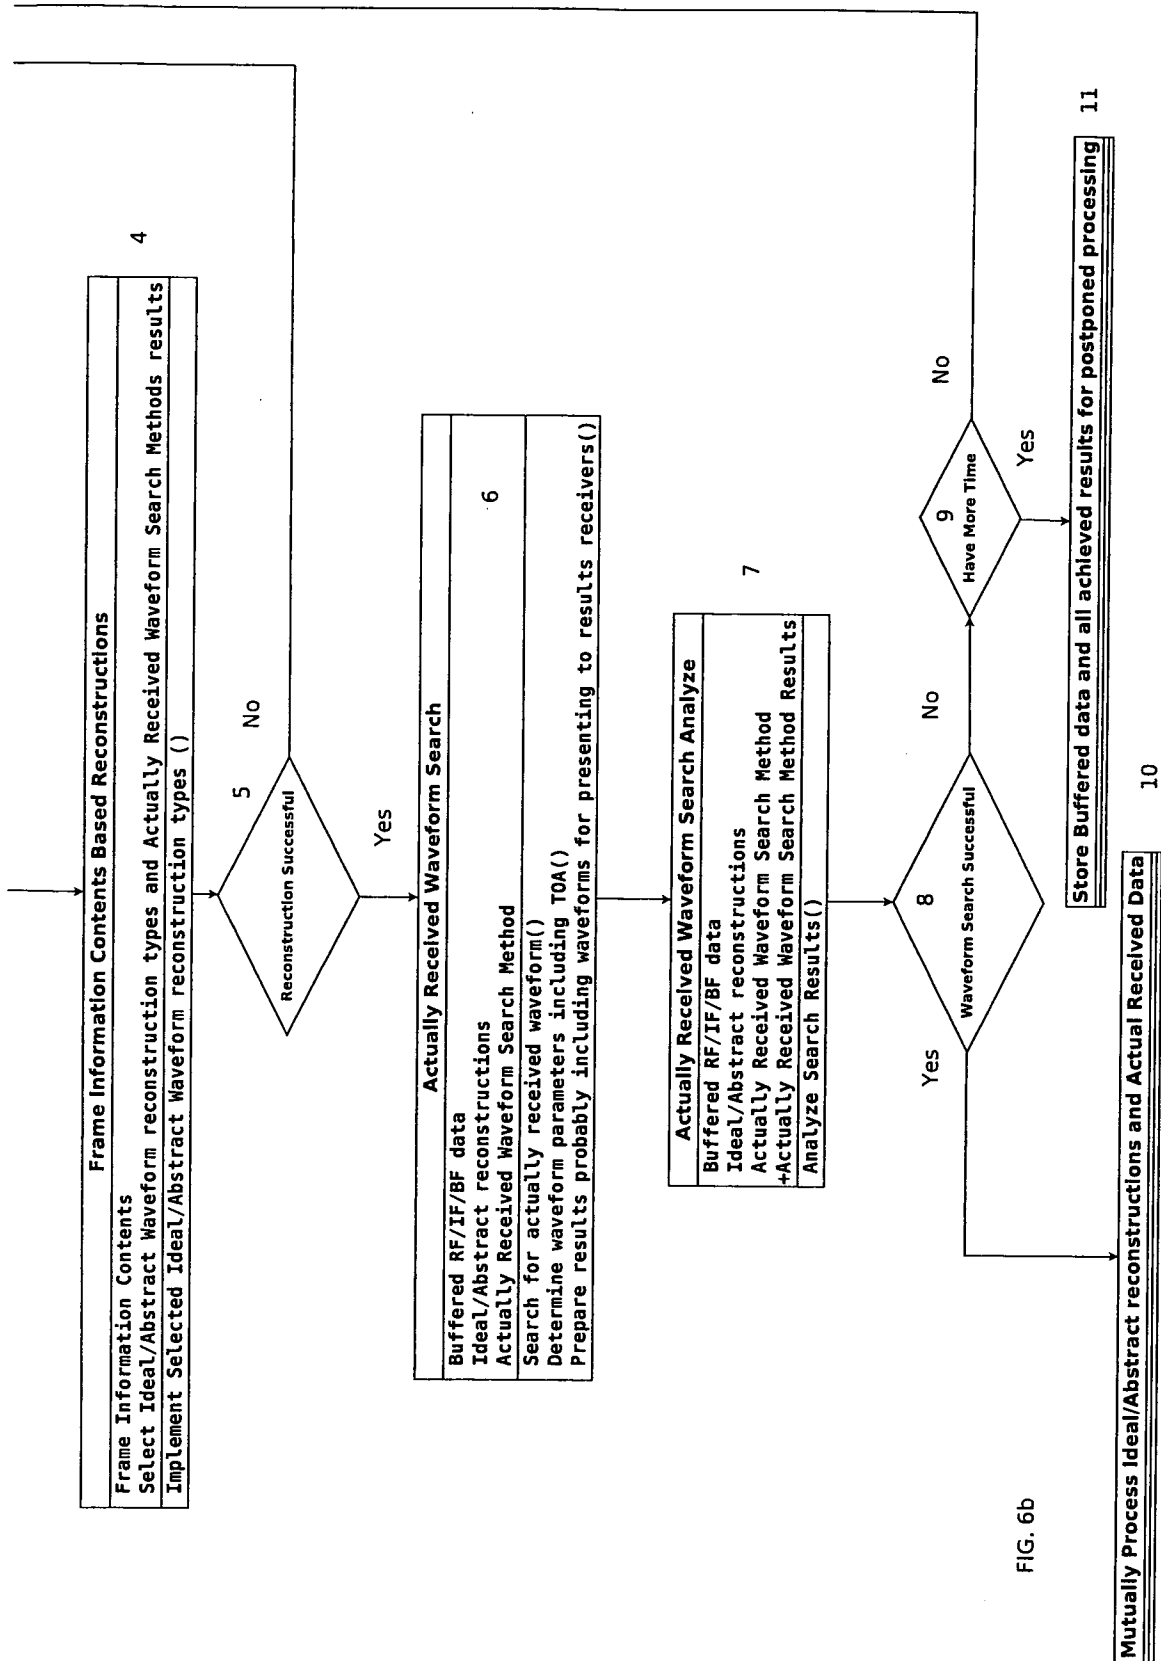 Frame Information Contents Based Reconstructions
Frame Information Contents
Select Ideal/Abstract Waveform reconstruction types and Actually Received Waveform Search Methods results
Implement Selected Ideal/Abstract Waveform reconstruction types ()
4
5
Reconstruction Successful
No
Yes
Actually Received Waveform Search
Buffered RF/IF/BF data
Ideal/Abstract reconstructions
Actually Received Waveform Search Method
6
Search for actually received waveform()
Determine waveform parameters including TOA()
Prepare results probably including waveforms for presenting to results receivers()
Actually Received Waveform Search Analyze
Buffered RF/IF/BF data
Ideal/Abstract reconstructions
Actually Received Waveform Search Method
+Actually Received Waveform Search Method Results
Analyze Search Results()
7
8
Waveform Search Successful
Yes
No
9
Have More Time
No
Yes
Store Buffered data and all achieved results for postponed processing
11
Mutually Process Ideal/Abstract reconstructions and Actual Received Data
10
FIG. 6b